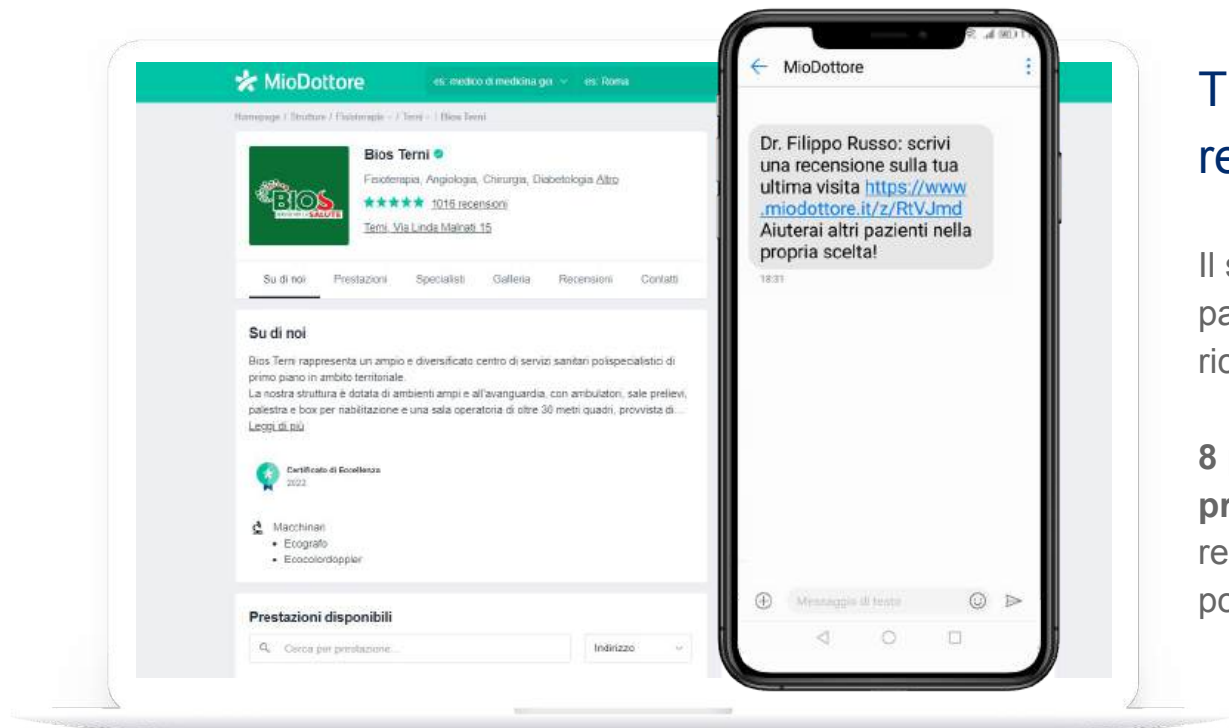 MioDottore
es: medico di medicina gen
es: Roma
Homepage / Strutture / Fisioterapia - / Terni - / Bios Terni
BIOS
SALUTE
Bios Terni
Fisioterapia, Angiologia, Chirurgia, Diabetologia Altro
1016 recensioni
Terni, Via Linda Malnati 15
Su di noi Prestazioni Specialisti Galleria Recensioni Contatti
Su di noi
Bios Terni rappresenta un ampio e diversificato centro di servizi sanitari polispecialistici di
primo piano in ambito territoriale.
La nostra struttura è dotata di ambienti ampi e all'avanguardia, con ambulatori, sale prelievi,
palestra e box per riabilitazione e una sala operatoria di oltre 30 metri quadri, provvista di...
Leggi di più
Certificato di Eccellenza
2022
Macchinari
• Ecografo
• Ecocolordoppler
Prestazioni disponibili
Cerca per prestazione...
Indirizzo
MioDottore
Dr. Filippo Russo: scrivi
una recensione sulla tua
ultima visita https://www
.miodottore.it/z/RtVJmd
Aiuterai altri pazienti nella
propria scelta!
18:31
Messaggio di testo
T
re
Il s
pa
ric
8
pr
re
po